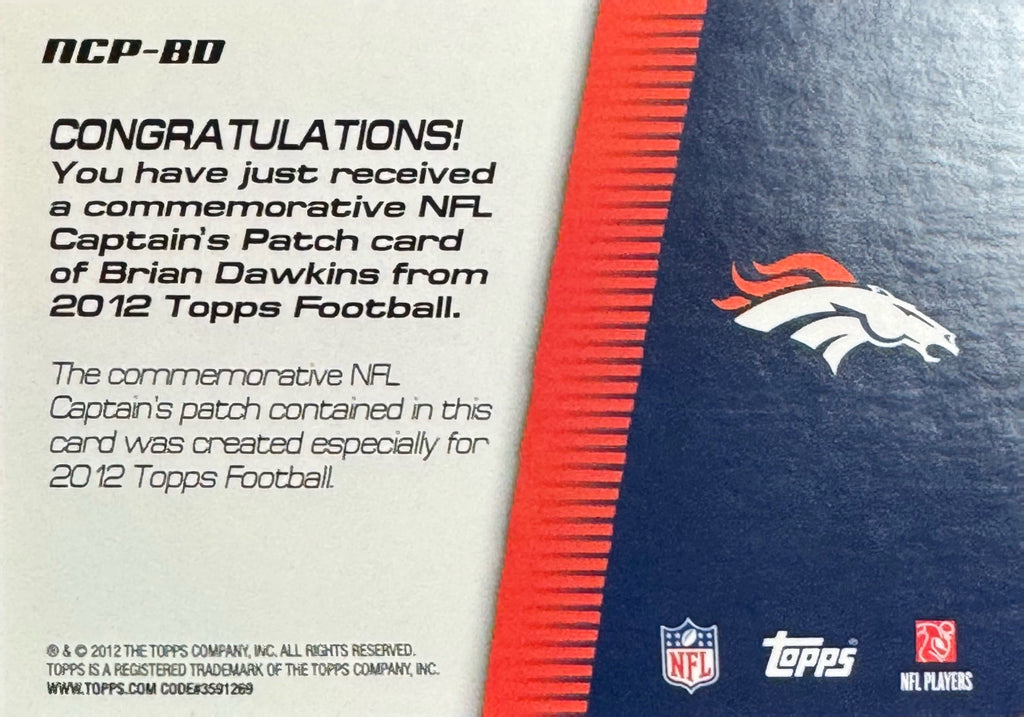 NCP-BD
CONGRATULATIONS!
You have just received
a commemorative NFL
Captain's Patch card
of Brian Dawkins from
2012 Topps Football.
The commemorative NFL
Captain's patch contained in this
card was created especially for
2012 Topps Football.
® & © 2012 THE TOPPS COMPANY, INC. ALL RIGHTS RESERVED.
TOPPS IS A REGISTERED TRADEMARK OF THE TOPPS COMPANY, INC.
WWW.TOPPS.COM CODE#3591269
NFL
topps®
NFL PLAYERS